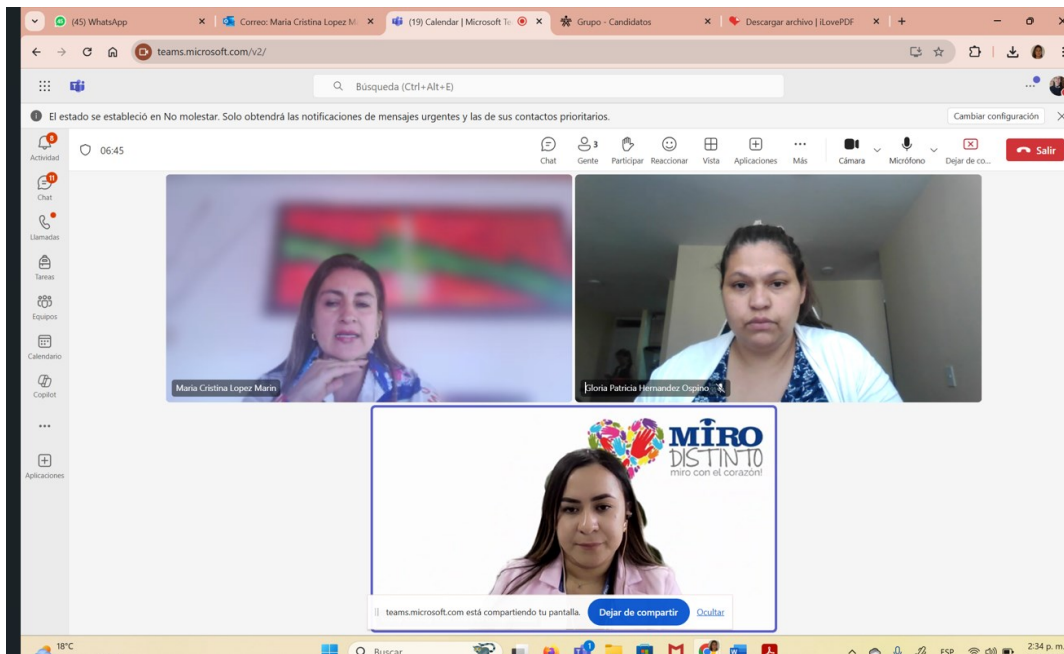 (45) WhatsApp
Correo: Maria Cristina Lopez M
(19) Calendar | Microsoft Te
Grupo - Candidatos
Descargar archivo | iLovePDF
teams.microsoft.com/v2/
Búsqueda (Ctrl+Alt+E)
El estado se estableció en No molestar. Solo obtendrá las notificaciones de mensajes urgentes y las de sus contactos prioritarios.
Cambiar configuración
8
Actividad
06:45
3
Chat
Gente
Participar
Reaccionar
Vista
Aplicaciones
Más
Cámara
Micrófono
Dejar de co...
Salir
11
Chat
Llamadas
Tareas
Equipos
Calendario
Copilot
Aplicaciones
Maria Cristina Lopez Marin
Gloria Patricia Hernandez Ospino
MÍRO
DISTINTO
miro con el corazón!
teams.microsoft.com está compartiendo tu pantalla.
Dejar de compartir
Ocultar
18°C
Buscar
1
ESP
2:34 p. m.